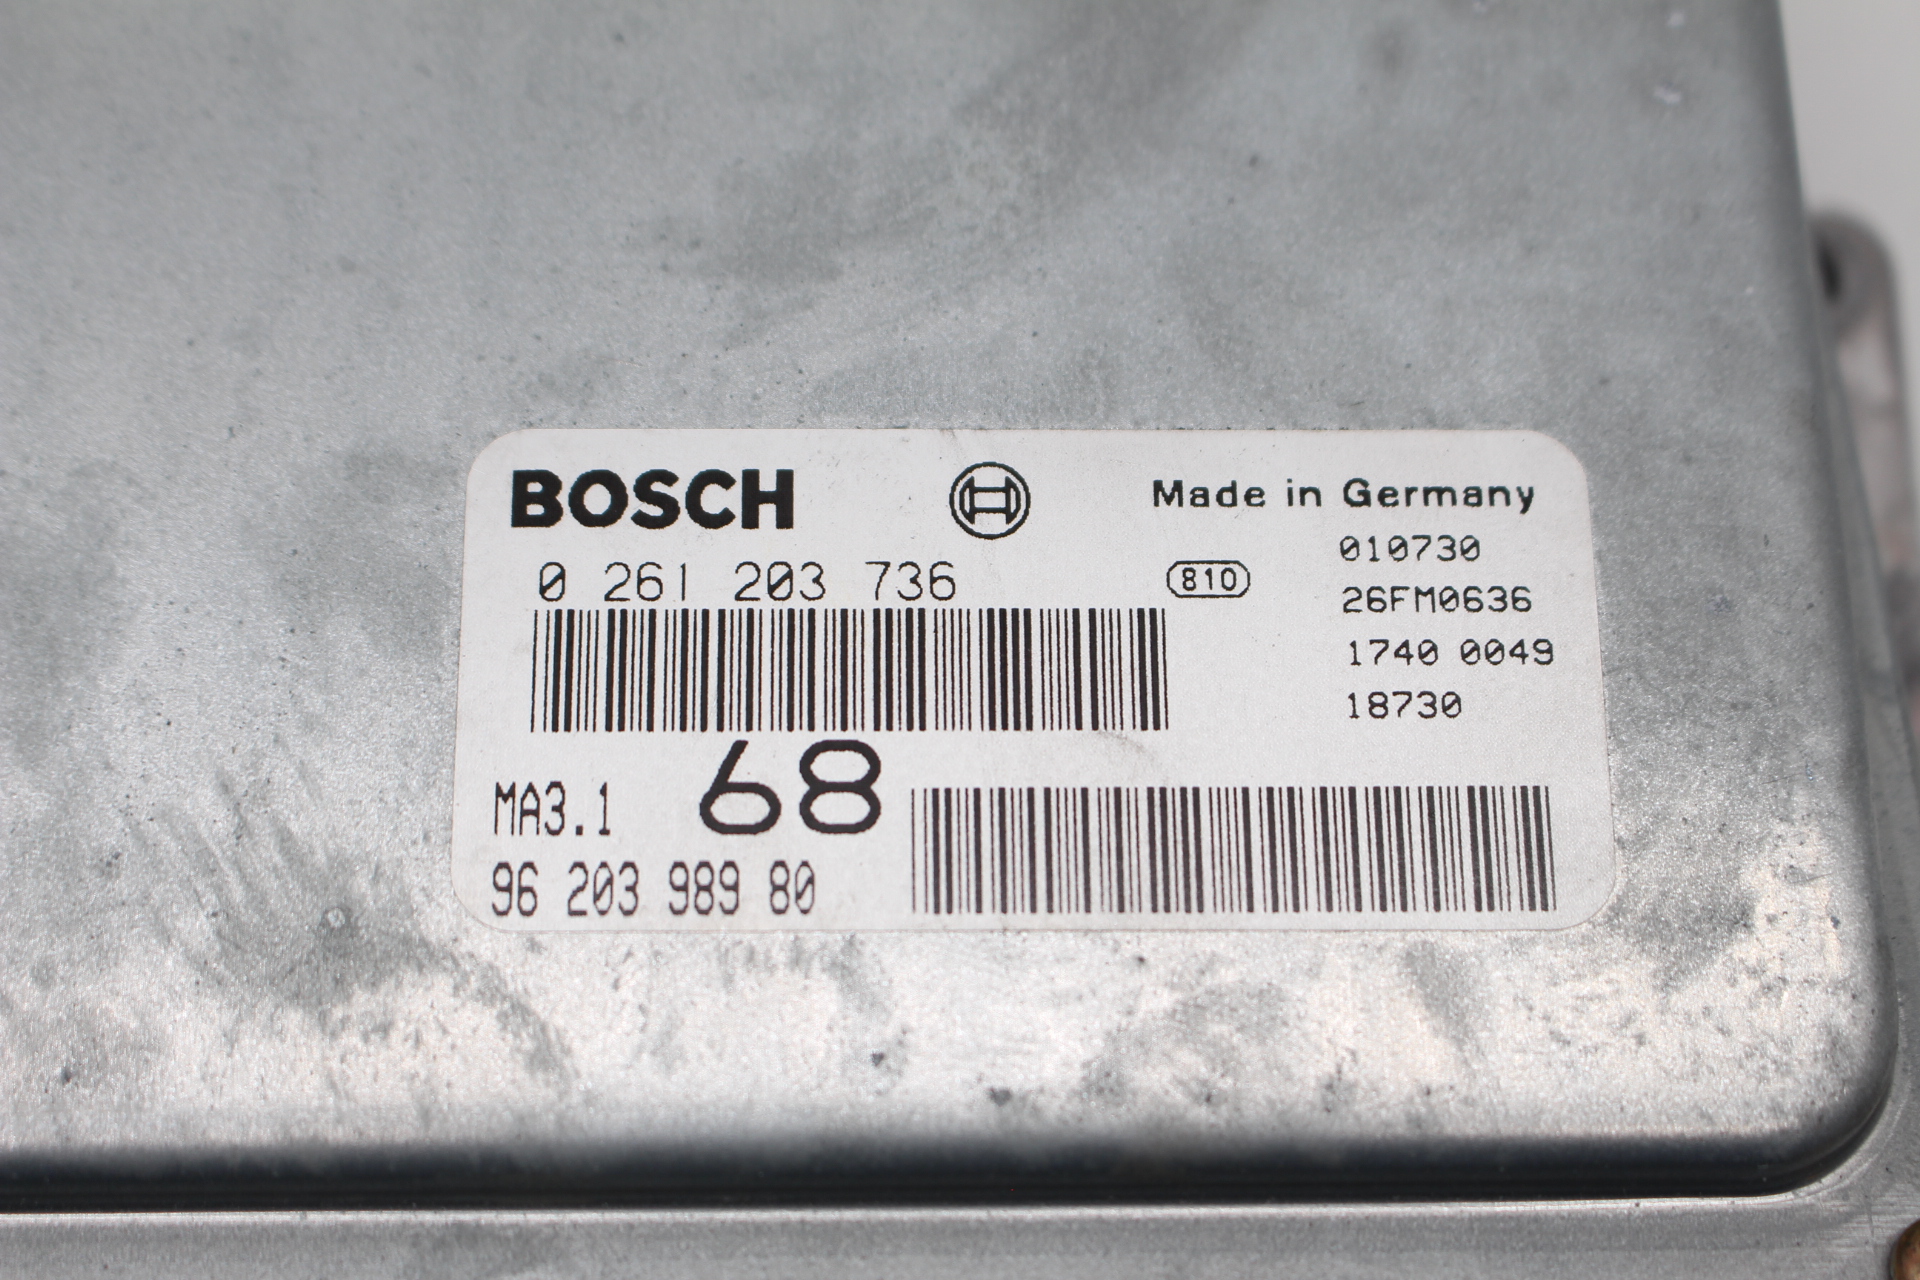 BOSCH
Made in Germany
010730
0 261 203 736
810
26FM0636
1740 0049
18730
MA3.1
68
96 203 989 80